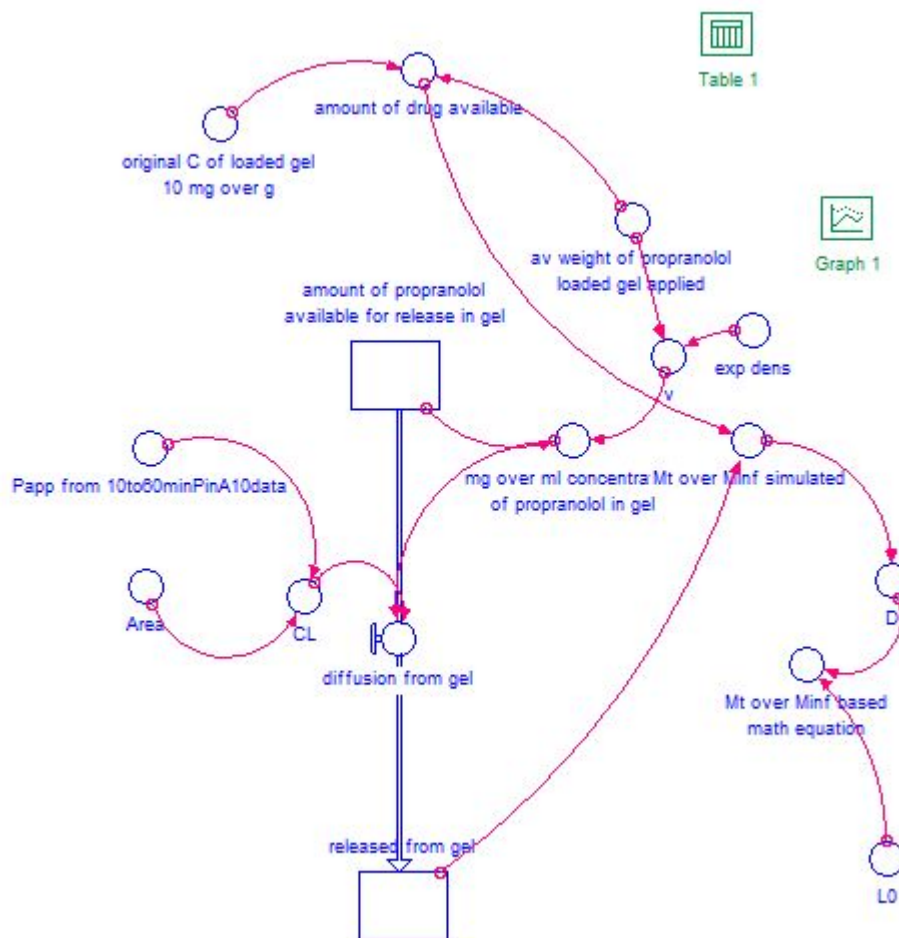 Table 1
amount of drug available
original C of loaded gel
10 mg over g
av weight of propranolol
loaded gel applied
Graph 1
amount of propranolol
available for release in gel
exp dens
v
Papp from 10to60minPinA10data
mg over ml concentra
of propranolol in gel
Mt over Minf simulated
Area
CL
D
diffusion from gel
Mt over Minf based
math equation
released from gel
L0